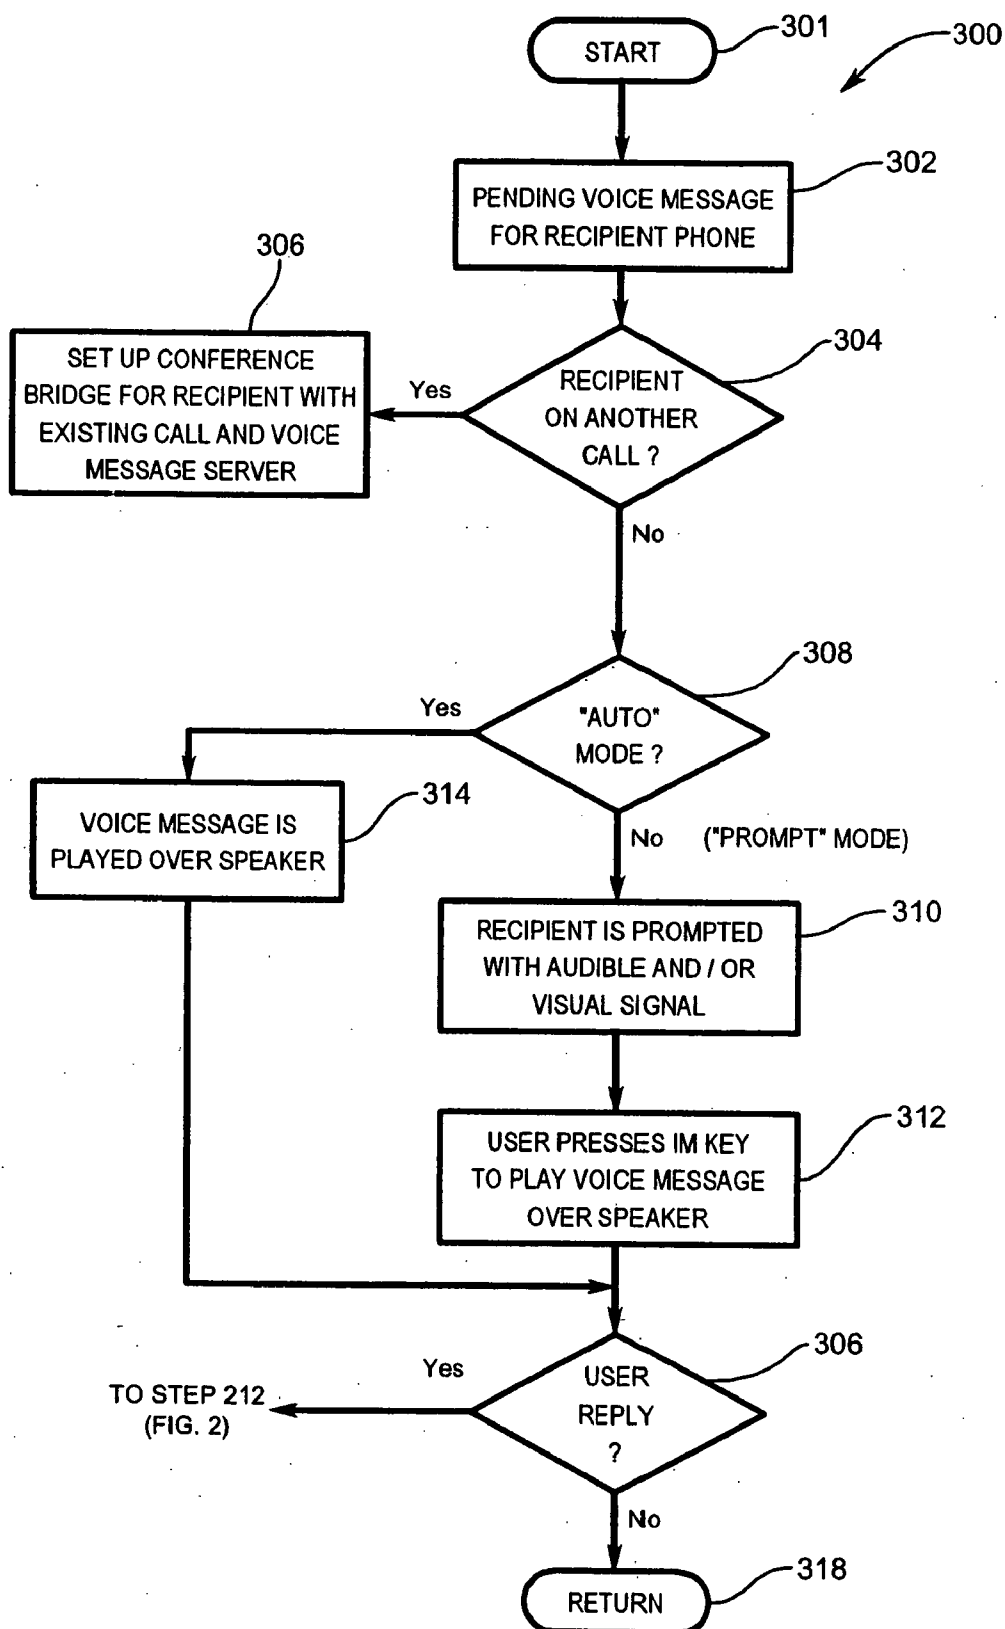 301
START
300
302
PENDING VOICE MESSAGE
FOR RECIPIENT PHONE
306
304
SET UP CONFERENCE
BRIDGE FOR RECIPIENT WITH
EXISTING CALL AND VOICE
MESSAGE SERVER
Yes
RECIPIENT
ON ANOTHER
CALL ?
No
308
Yes
"AUTO"
MODE ?
314
VOICE MESSAGE IS
PLAYED OVER SPEAKER
No ("PROMPT" MODE)
310
RECIPIENT IS PROMPTED
WITH AUDIBLE AND / OR
VISUAL SIGNAL
312
USER PRESSES IM KEY
TO PLAY VOICE MESSAGE
OVER SPEAKER
306
Yes
USER
REPLY
?
TO STEP 212
(FIG. 2)
No
318
RETURN